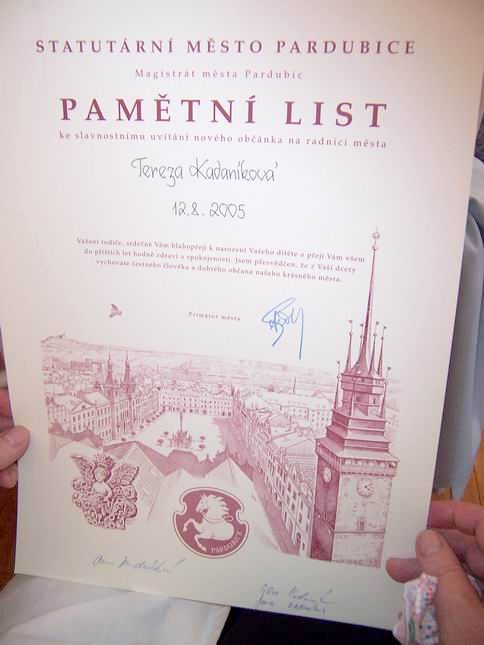 STATUTÁRNÍ MĚSTO PARDUBICE
Magistrát města Pardubic
PAMĚTNÍ LIST
ke slavnostnímu uvítání nového občánka na radnici města
Tereza Kadaníková
12.8.2005
Vážení rodiče, srdečně Vám blahopřeji k narození Vašeho dítěte a přeji Vám všem
do příštích let hodně zdraví a spokojenosti. Jsem přesvědčen, že z Vaší dcery
vychováte čestného člověka a dobrého občana našeho krásného města.
Primátor města
PARDUBICE